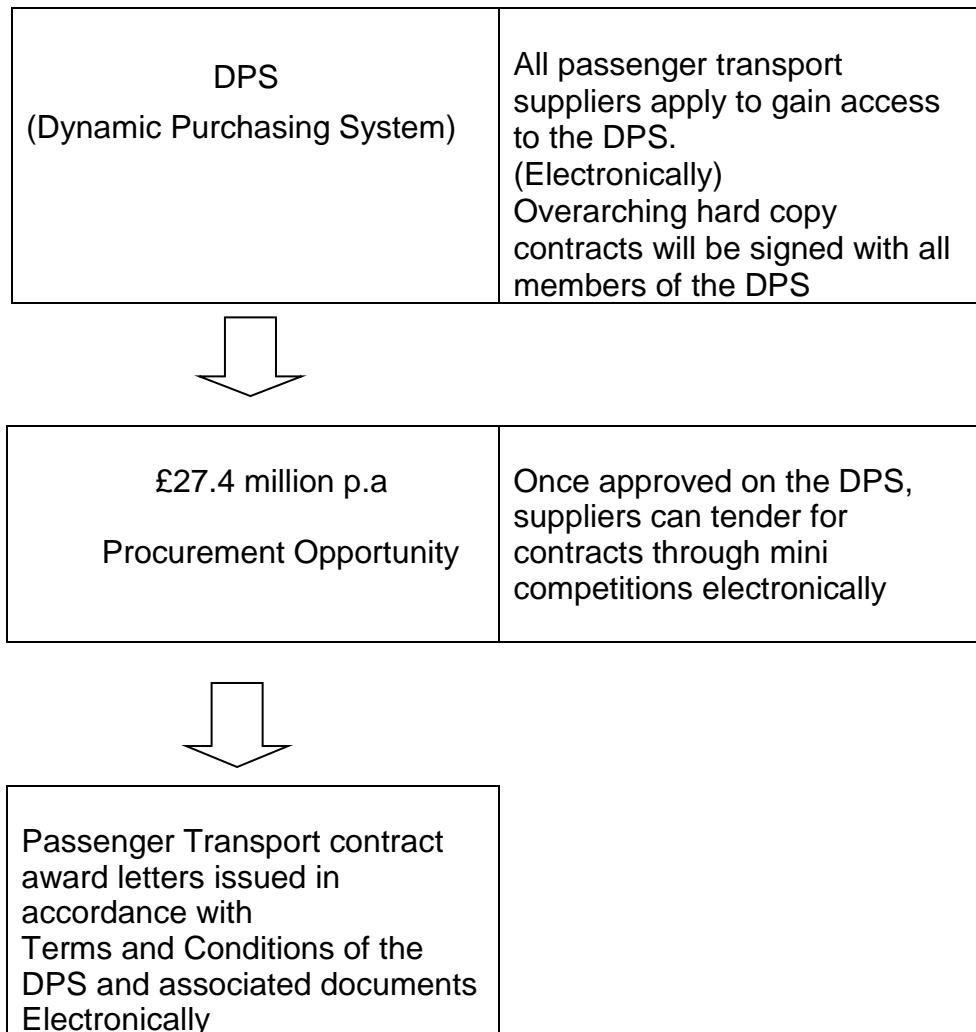 DPS
(Dynamic Purchasing System)
All passenger transport
suppliers apply to gain access
to the DPS.
(Electronically)
Overarching hard copy
contracts will be signed with all
members of the DPS
£27.4 million p.a
Procurement Opportunity
Once approved on the DPS,
suppliers can tender for
contracts through mini
competitions electronically
Passenger Transport contract
award letters issued in
accordance with
Terms and Conditions of the
DPS and associated documents
Electronically